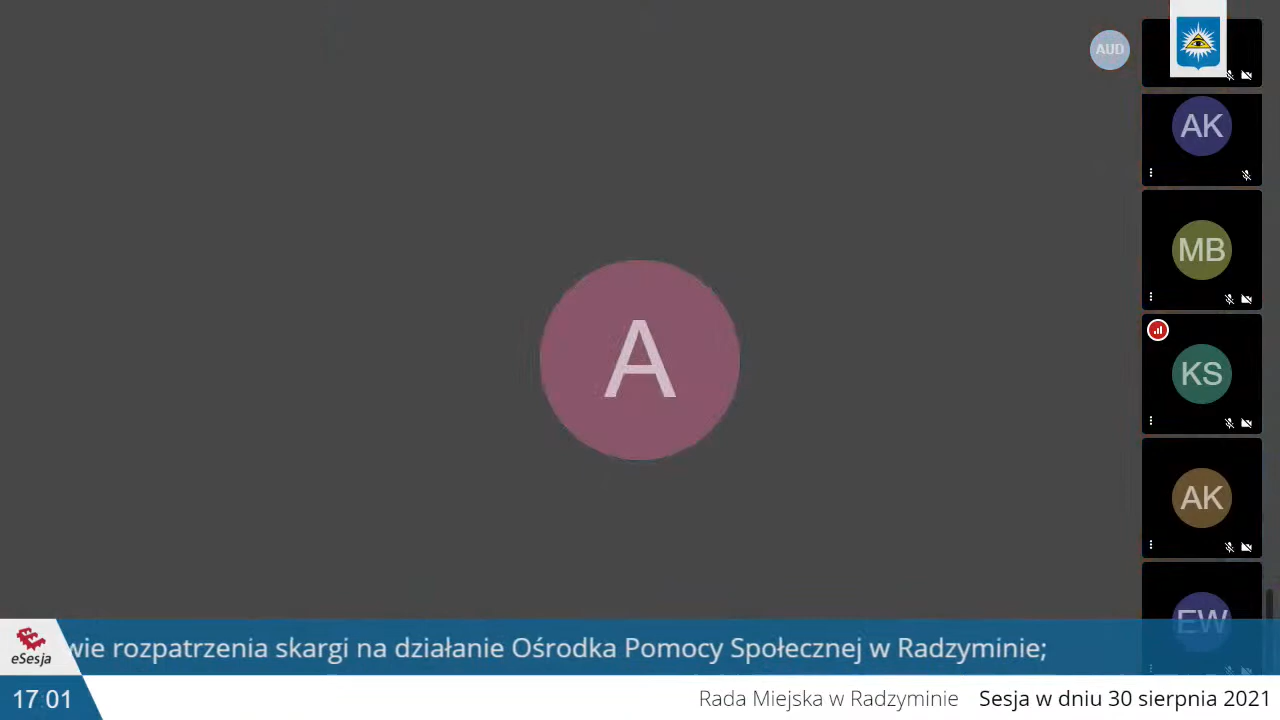 AUD
AK
MB
KS
A
AK
EW
wie rozpatrzenia skargi na działanie Ośrodka Pomocy Społecznej w Radzyminie;
eSesja
17:01
Rada Miejska w Radzyminie Sesja w dniu 30 sierpnia 2021